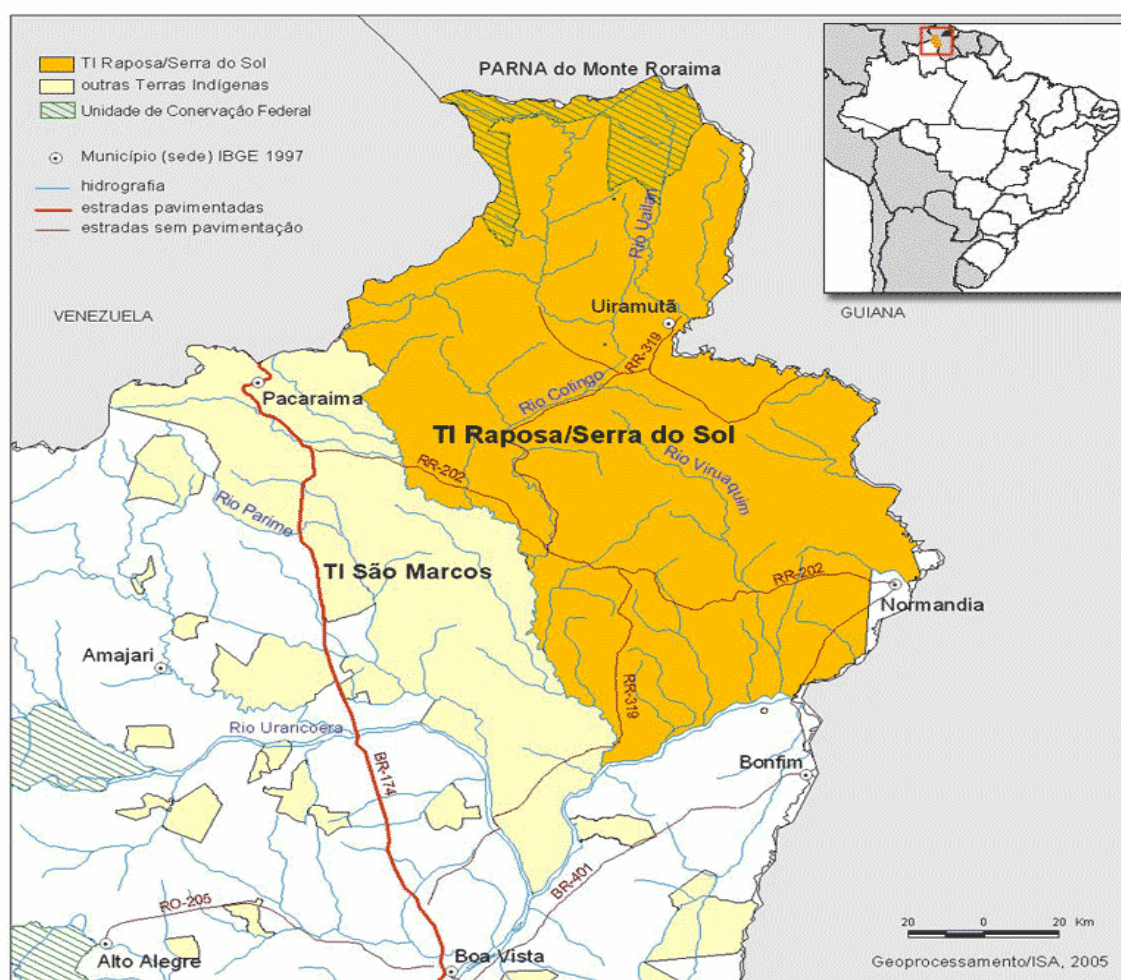 TI Raposa/Serra do Sol
outras Terras Indígenas
Unidade de Conervação Federal
Município (sede) IBGE 1997
hidrografia
estradas pavimentadas
estradas sem pavimentação
PARNA do Monte Roraima
VENEZUELA
GUIANA
Rio Uailan
Uiramutã
RR-319
Rio Cotingo
Pacaraima
TI Raposa/Serra do Sol
RR-202
Rio Viruaquim
Rio Parime
TI São Marcos
RR-202
Normandia
Amajari
RR-319
Rio Uraricoera
BR-174
Bonfim
BR-401
RO-205
Alto Alegre
Boa Vista
20 0 20 Km
Geoprocessamento/ISA, 2005